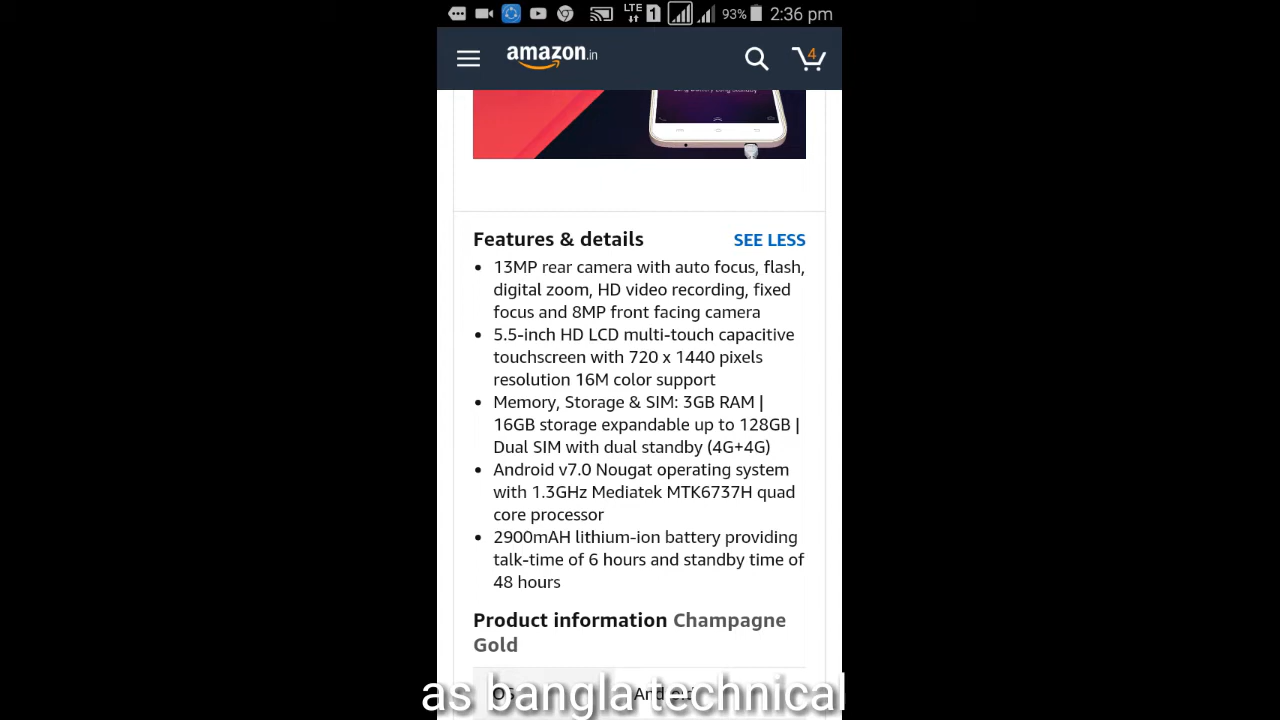 LTE 1 93% 2:36 pm
amazon.in 4
Features & details SEE LESS
• 13MP rear camera with auto focus, flash,
digital zoom, HD video recording, fixed
focus and 8MP front facing camera
• 5.5-inch HD LCD multi-touch capacitive
touchscreen with 720 x 1440 pixels
resolution 16M color support
• Memory, Storage & SIM: 3GB RAM |
16GB storage expandable up to 128GB |
Dual SIM with dual standby (4G+4G)
• Android v7.0 Nougat operating system
with 1.3GHz Mediatek MTK6737H quad
core processor
• 2900mAH lithium-ion battery providing
talk-time of 6 hours and standby time of
48 hours
Product information Champagne
Gold
OS Android
as bangla technical